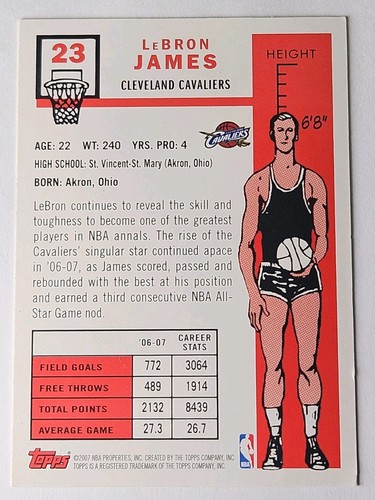 23
LeBRON
JAMES
CLEVELAND CAVALIERS
HEIGHT
6'8"
AGE: 22 WT: 240 YRS. PRO: 4
CAVALIERS
HIGH SCHOOL: St. Vincent-St. Mary (Akron, Ohio)
BORN: Akron, Ohio
LeBron continues to reveal the skill and
toughness to become one of the greatest
players in NBA annals. The rise of the
Cavaliers' singular star continued apace
in '06-07, as James scored, passed and
rebounded with the best at his position
and earned a third consecutive NBA All-
Star Game nod.
'06-07 CAREER STATS
FIELD GOALS 772 3064
FREE THROWS 489 1914
TOTAL POINTS 2132 8439
AVERAGE GAME 27.3 26.7
Topps
©2007 NBA PROPERTIES, INC. CREATED BY THE TOPPS COMPANY, INC.
TOPPS IS A REGISTERED TRADEMARK OF THE TOPPS COMPANY, INC.
NBA